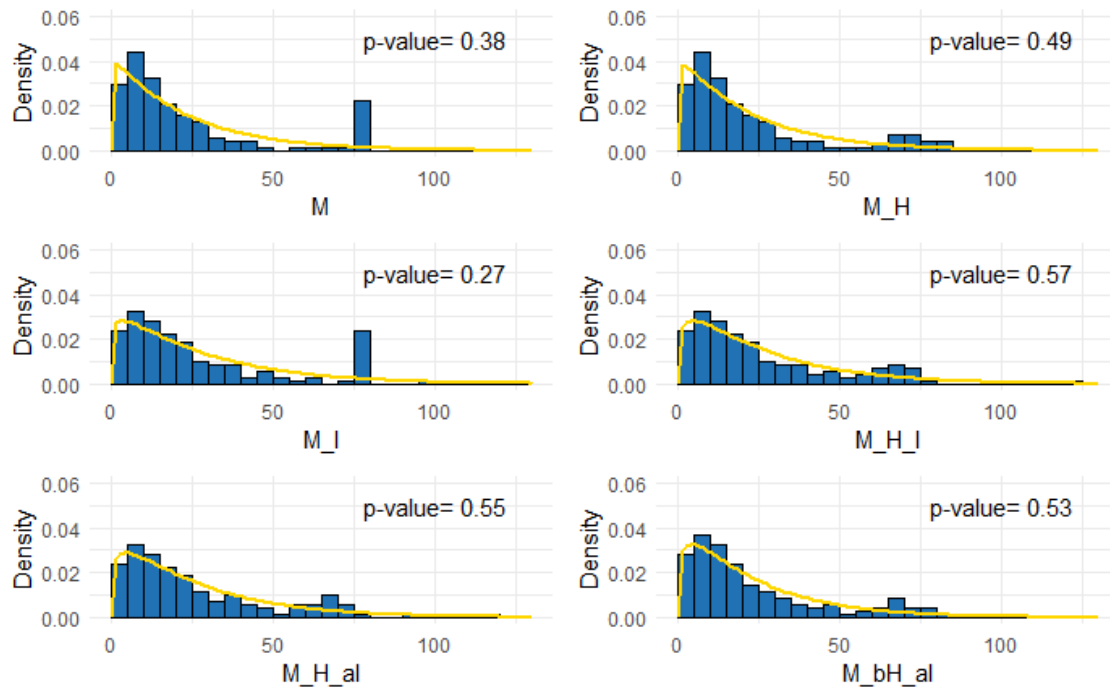 0.06
0.04
0.02
0.00
Density
p-value= 0.38
0
50
100
M
0.06
0.04
0.02
0.00
Density
p-value= 0.49
0
50
100
M_H
0.06
0.04
0.02
0.00
Density
p-value= 0.27
0
50
100
M_I
0.06
0.04
0.02
0.00
Density
p-value= 0.57
0
50
100
M_H_I
0.06
0.04
0.02
0.00
Density
p-value= 0.55
0
50
100
M_H_al
0.06
0.04
0.02
0.00
Density
p-value= 0.53
0
50
100
M_bH_al